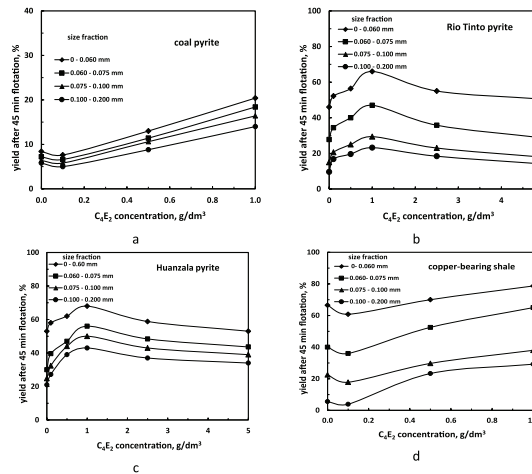 40
30
20
10
0
0.0 0.2 0.4 0.6 0.8 1.0
yield after 45 min flotation, %
size fraction
0 - 0.060 mm
0.060 - 0.075 mm
0.075 - 0.100 mm
0.100 - 0.200 mm
coal pyrite
C₄E₂ concentration, g/dm³
a
100
80
60
40
20
0
0 1 2 3 4
yield after 45 min flotation, %
size fraction
0 - 0.060 mm
0.060 - 0.075 mm
0.075 - 0.100 mm
0.100 - 0.200 mm
Rio Tinto pyrite
C₄E₂ concentration, g/dm³
b
100
80
60
40
20
0
0 1 2 3 4 5
yield after 45 min flotation, %
size fraction
0 - 0.60 mm
0.060 - 0.075 mm
0.075 - 0.100 mm
0.100 - 0.200 mm
Huanzala pyrite
C₄E₂ concentration, g/dm³
c
100
80
60
40
20
0
0.0 0.2 0.4 0.6 0.8 1.0
yield after 45 min flotation, %
size fraction
0- 0.060 mm
0.060- 0.075 mm
0.075 - 0.100 mm
0.100 - 0.200 mm
copper-bearing shale
C₄E₂ concentration, g/dm³
d